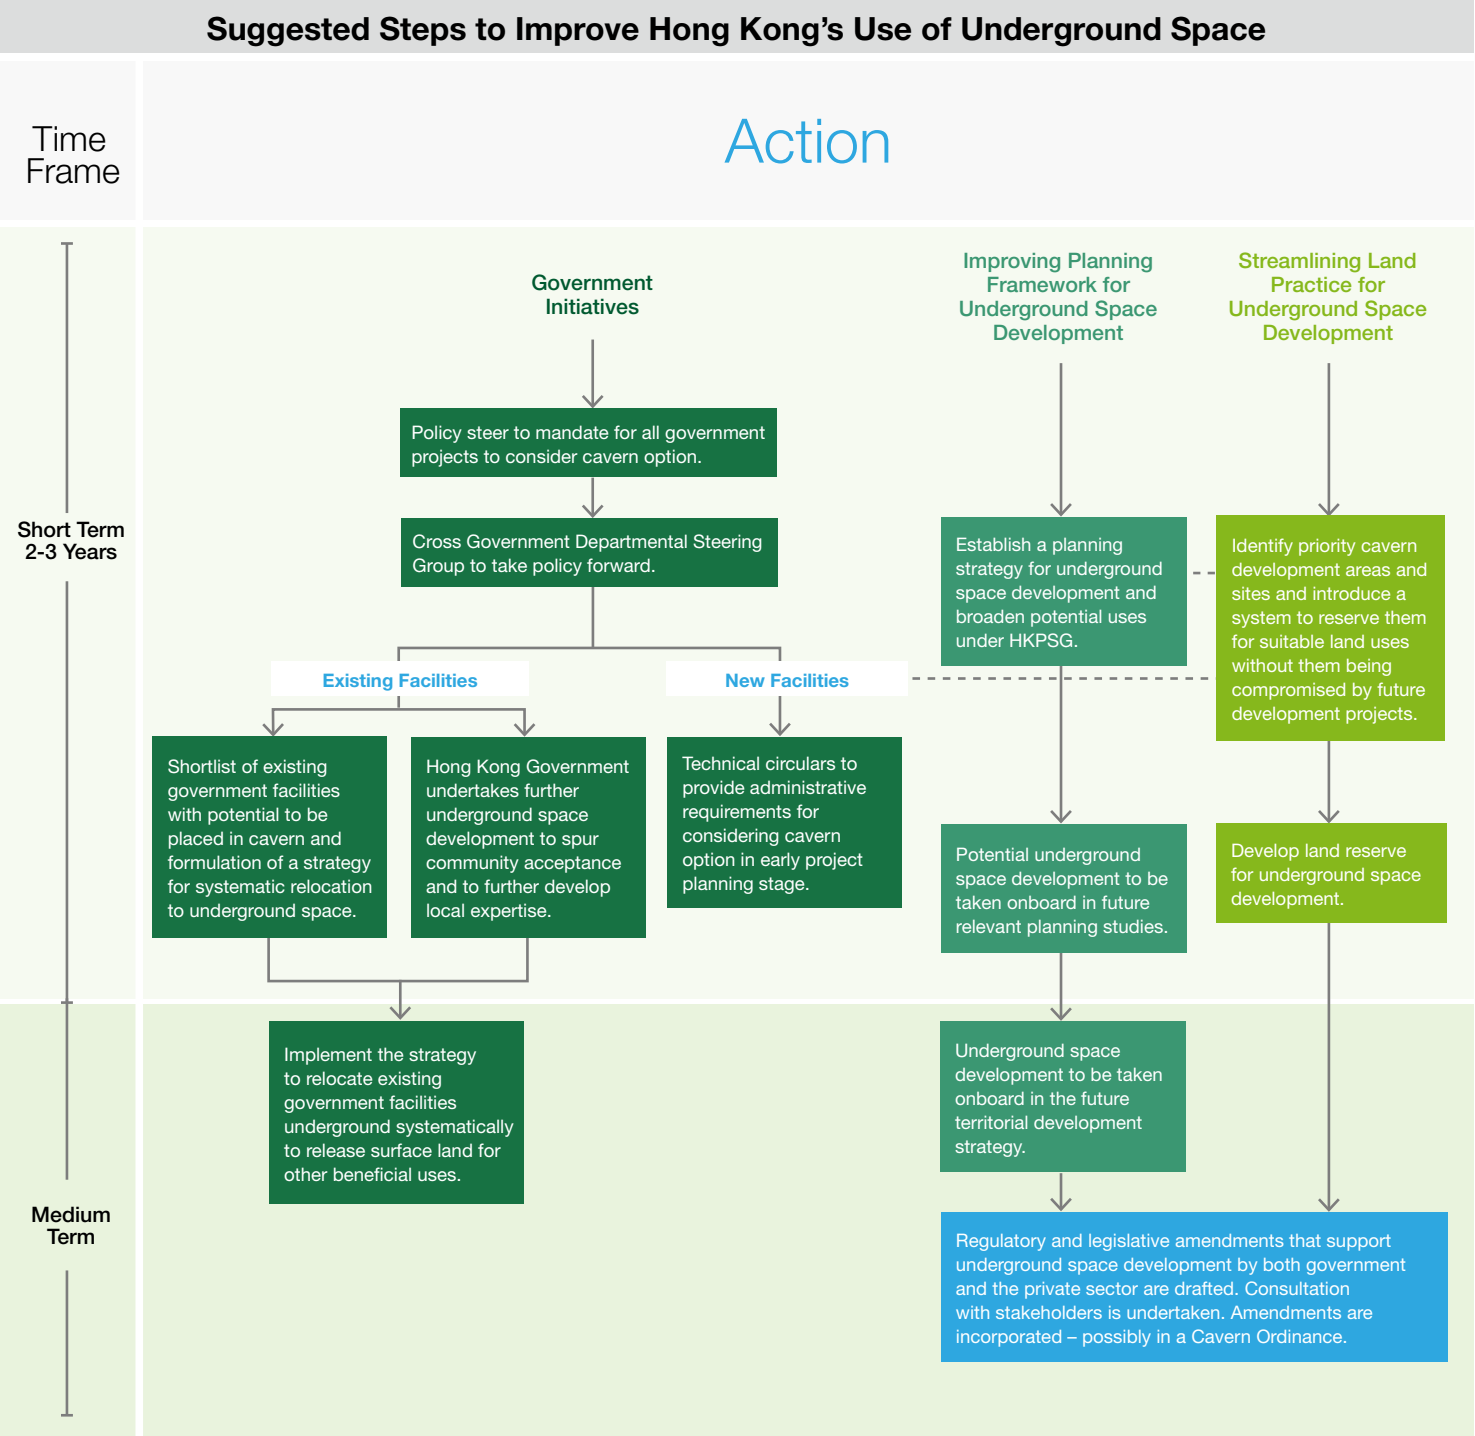 Suggested Steps to Improve Hong Kong’s Use of Underground Space
Time
Frame
Action
Short Term
2-3 Years
Medium
Term
Government
Initiatives
Policy steer to mandate for all government
projects to consider cavern option.
Cross Government Departmental Steering
Group to take policy forward.
Existing Facilities
New Facilities
Shortlist of existing
government facilities
with potential to be
placed in cavern and
formulation of a strategy
for systematic relocation
to underground space.
Hong Kong Government
undertakes further
underground space
development to spur
community acceptance
and to further develop
local expertise.
Technical circulars to
provide administrative
requirements for
considering cavern
option in early project
planning stage.
Implement the strategy
to relocate existing
government facilities
underground systematically
to release surface land for
other beneficial uses.
Improving Planning
Framework for
Underground Space
Development
Establish a planning
strategy for underground
space development and
broaden potential uses
under HKPSG.
Potential underground
space development to be
taken onboard in future
relevant planning studies.
Underground space
development to be taken
onboard in the future
territorial development
strategy.
Streamlining Land
Practice for
Underground Space
Development
Identify priority cavern
development areas and
sites and introduce a
system to reserve them
for suitable land uses
without them being
compromised by future
development projects.
Develop land reserve
for underground space
development.
Regulatory and legislative amendments that support
underground space development by both government
and the private sector are drafted. Consultation
with stakeholders is undertaken. Amendments are
incorporated – possibly in a Cavern Ordinance.